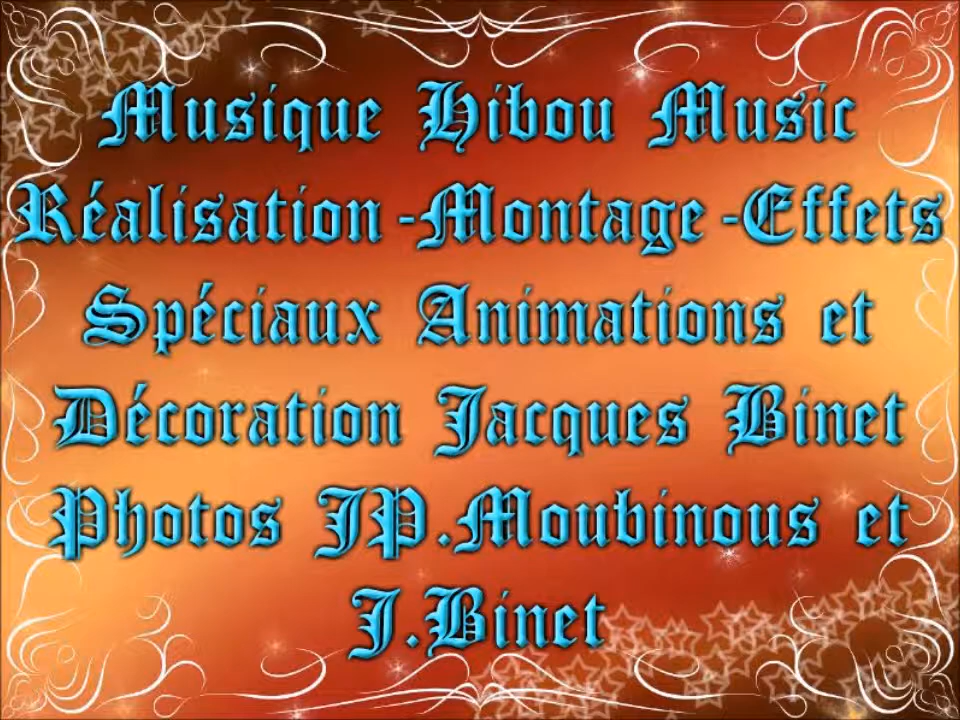 Musique Hibou Music
Réalisation -Montage -Effets
Spéciaux Animations et
Décoration Jacques Binet
Photos JP.Moubinous et
J.Binet